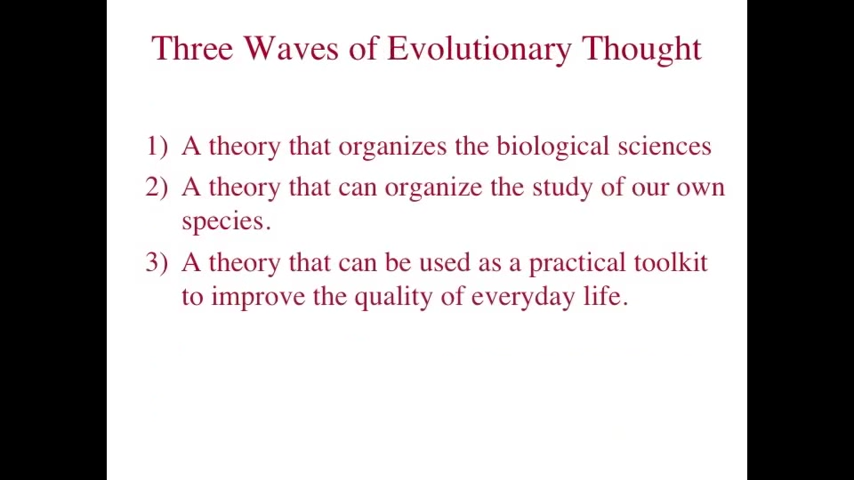 Three Waves of Evolutionary Thought
1) A theory that organizes the biological sciences
2) A theory that can organize the study of our own
species.
3) A theory that can be used as a practical toolkit
to improve the quality of everyday life.